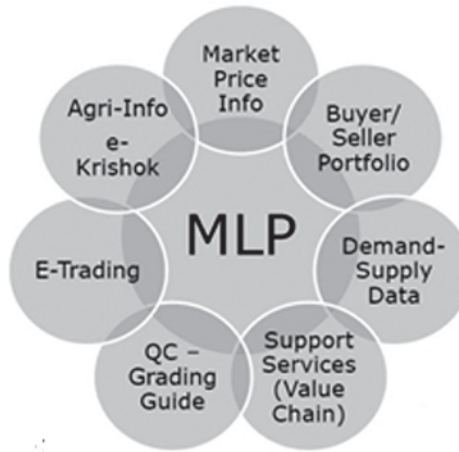 Market
Price
Info
Buyer/
Seller
Portfolio
Demand-
Supply
Data
Support
Services
(Value
Chain)
QC –
Grading
Guide
E-Trading
Agri-Info
e-
Krishok
MLP